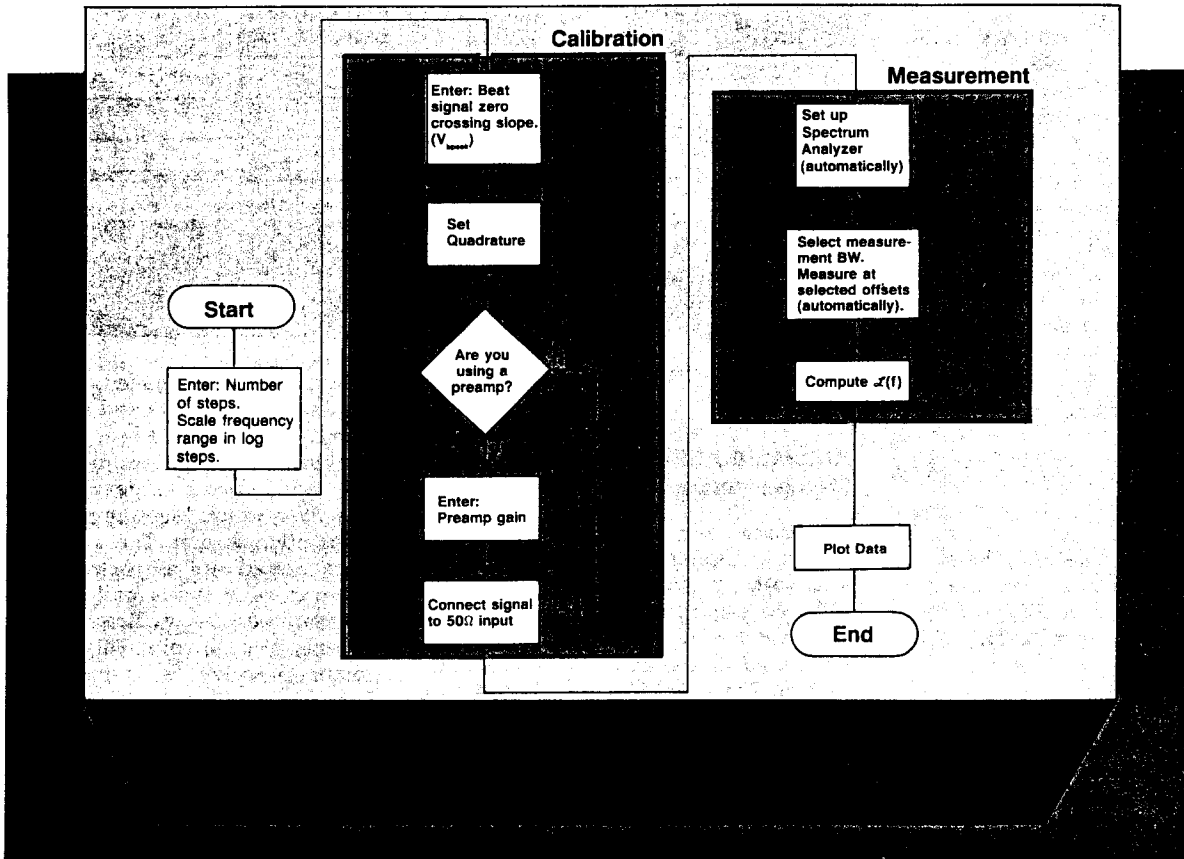 Start
Enter: Number
of steps.
Scale frequency
range in log
steps.
Calibration
Enter: Beat
signal zero
crossing slope.
Set
Quadrature
Are you
using a
preamp?
Enter:
Preamp gain
Connect signal
to 50Ω input
Measurement
Set up
Spectrum
Analyzer
(automatically)
Select measure-
ment BW.
Measure at
selected offsets
(automatically).
Compute ℒ(f)
Plot Data
End